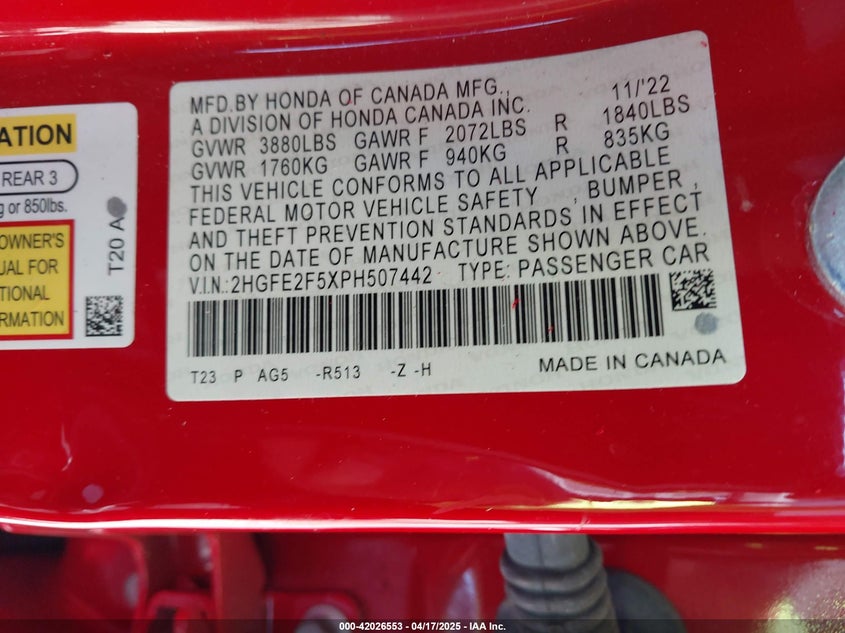 ATION
REAR 3
g or 850lbs.
OWNER'S
UAL FOR
TIONAL
RMATION
T20 A
MFD.BY HONDA OF CANADA MFG., 11/'22
A DIVISION OF HONDA CANADA INC.
GVWR 3880LBS GAWR F 2072LBS R 1840LBS
GVWR 1760KG GAWR F 940KG R 835KG
THIS VEHICLE CONFORMS TO ALL APPLICABLE
FEDERAL MOTOR VEHICLE SAFETY , BUMPER ,
AND THEFT PREVENTION STANDARDS IN EFFECT
ON THE DATE OF MANUFACTURE SHOWN ABOVE.
V.I.N.:2HGFE2F5XPH507442 TYPE: PASSENGER CAR
T23 P AG5 -R513 -Z -H MADE IN CANADA
000-42026553 - 04/17/2025 - IAA Inc.